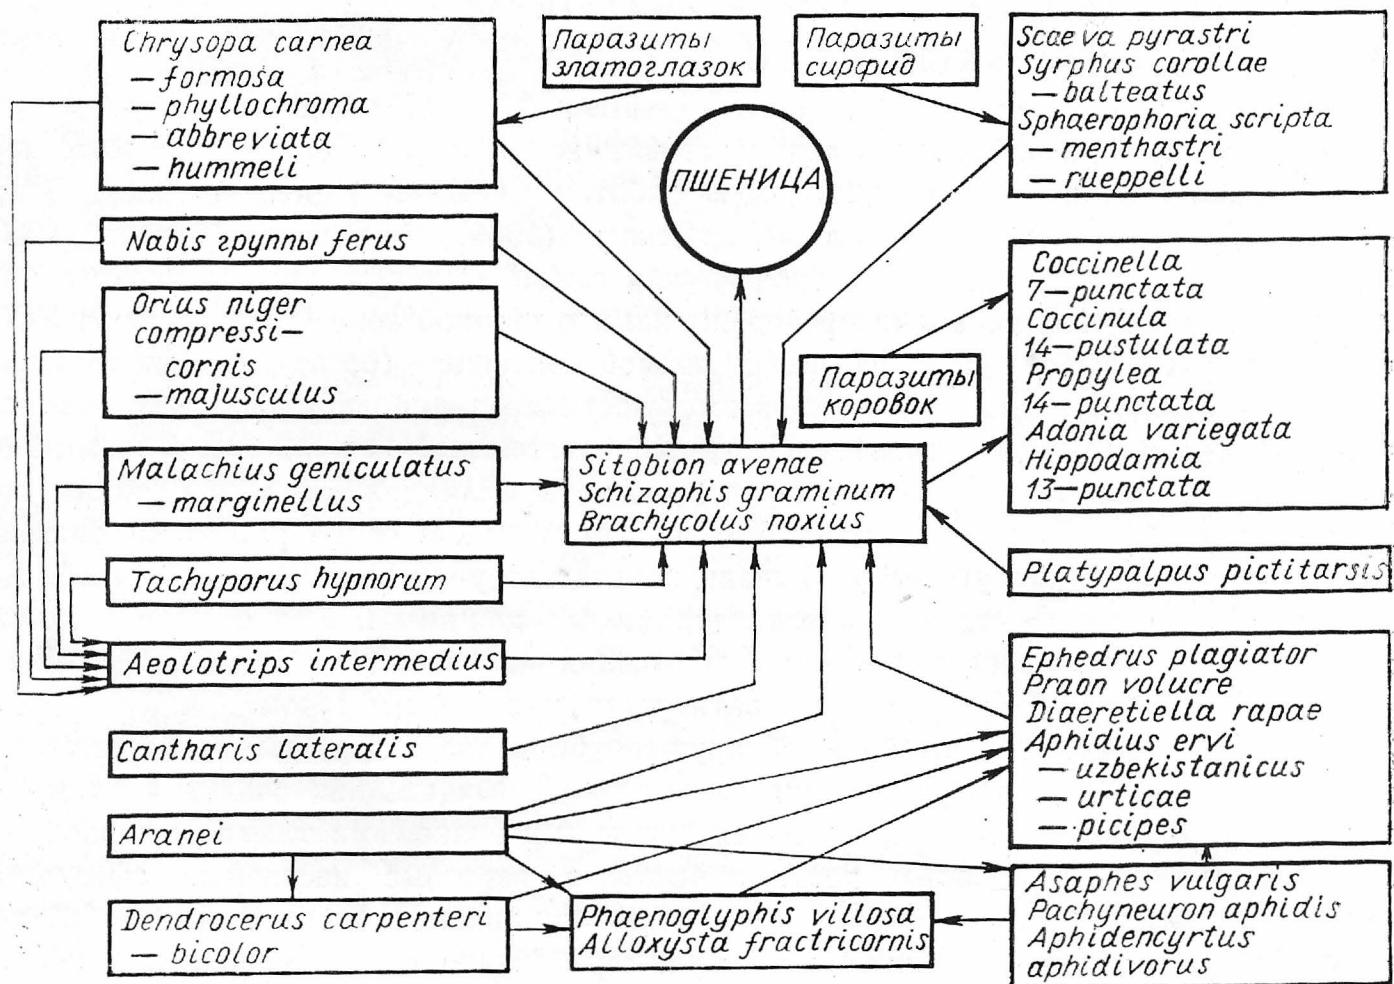 Chrysopa carnea
— formosa
— phyllochroma
— abbreviata
— hummeli
Паразиты
златоглазок
Паразиты
сирфид
Scaeva pyrastri
Syrphus corollae
— balteatus
Sphaerophoria scripta
— menthastri
— rueppelli
ПШЕНИЦА
Nabis группы ferus
Orius niger
compressi—
cornis
— majusculus
Coccinella
7—punctata
Coccinula
14—pustulata
Propylea
14—punctata
Adonia variegata
Hippodamia
13—punctata
Паразиты
коровок
Malachius geniculatus
— marginellus
Sitobion avenae
Schizaphis graminum
Brachycolus noxius
Tachyporus hypnorum
Platypalpus pictitarsis
Aeolotrips intermedius
Cantharis lateralis
Ephedrus plagiator
Praon volucre
Diaeretiella rapae
Aphidius ervi
— uzbekistanicus
— urticae
— picipes
Aranei
Dendrocerus carpenteri
— bicolor
Phaenoglyphis villosa
Alloxysta fractricornis
Asaphes vulgaris
Pachyneuron aphidis
Aphidencyrtus
aphidivorus